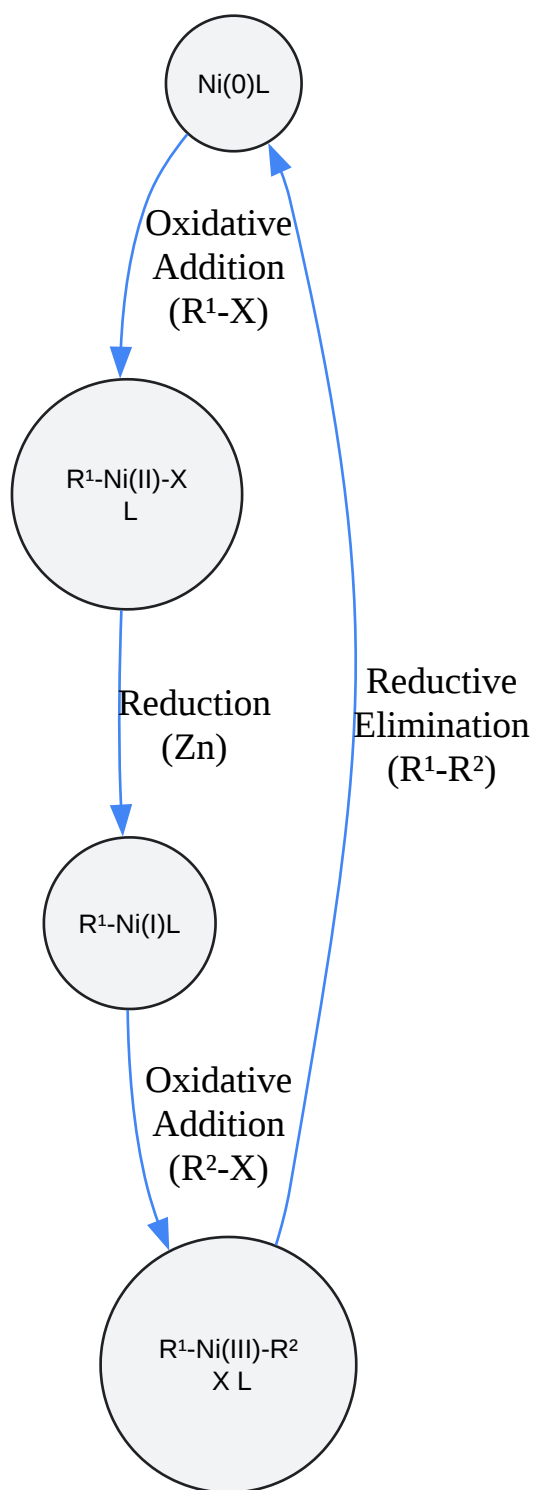 Ni(0)L
Oxidative
Addition
(R¹-X)
R¹-Ni(II)-X
L
Reduction
(Zn)
Reductive
Elimination
(R¹-R²)
R¹-Ni(I)L
Oxidative
Addition
(R²-X)
R¹-Ni(III)-R²
X L